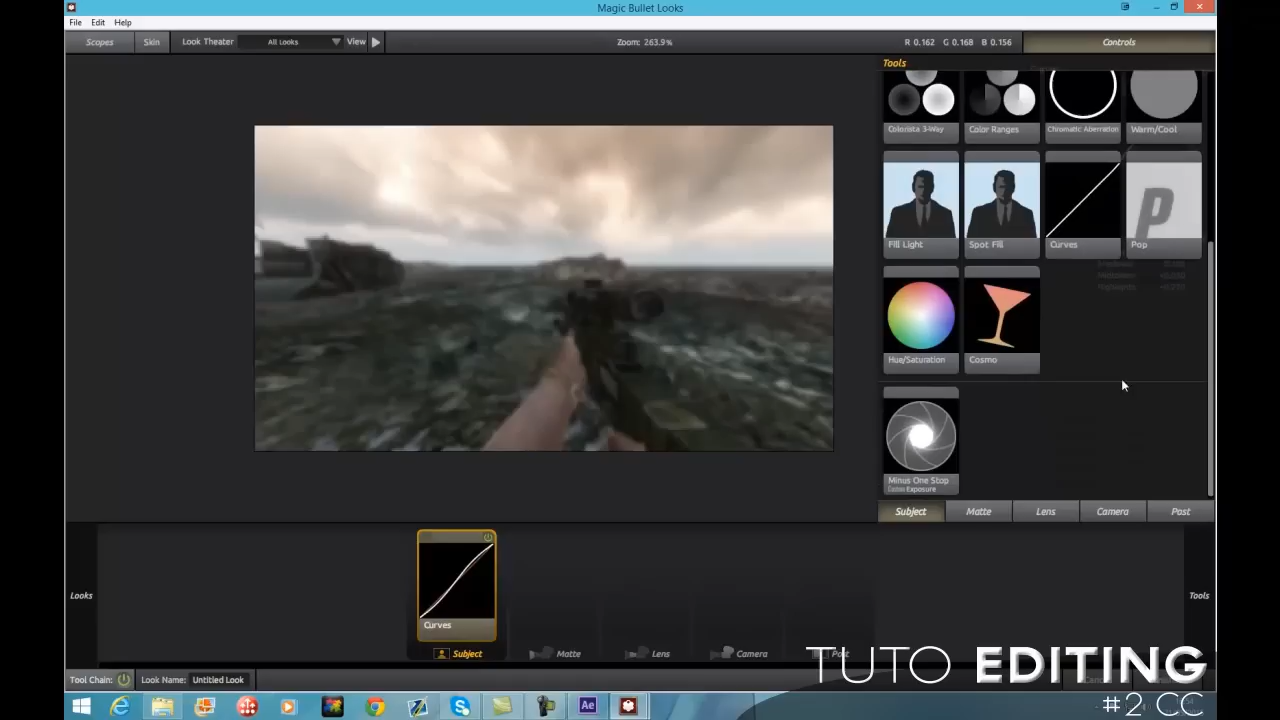 Magic Bullet Looks
File Edit Help
Scopes Skin Look Theater All Looks View Zoom: 263.9% R 0.162 G 0.168 B 0.156 Controls
Tools
Colorista 3-Way Color Ranges Chromatic Aberration Warm/Cool
Fill Light Spot Fill Curves Pop
Hue/Saturation Cosmo
Minus One Stop
Exposure
Subject Matte Lens Camera Post
Looks Curves Tools
Subject Matte Lens Camera
Tool Chain: Look Name: Untitled Look
TUTO EDITING
#2 CC
Ae